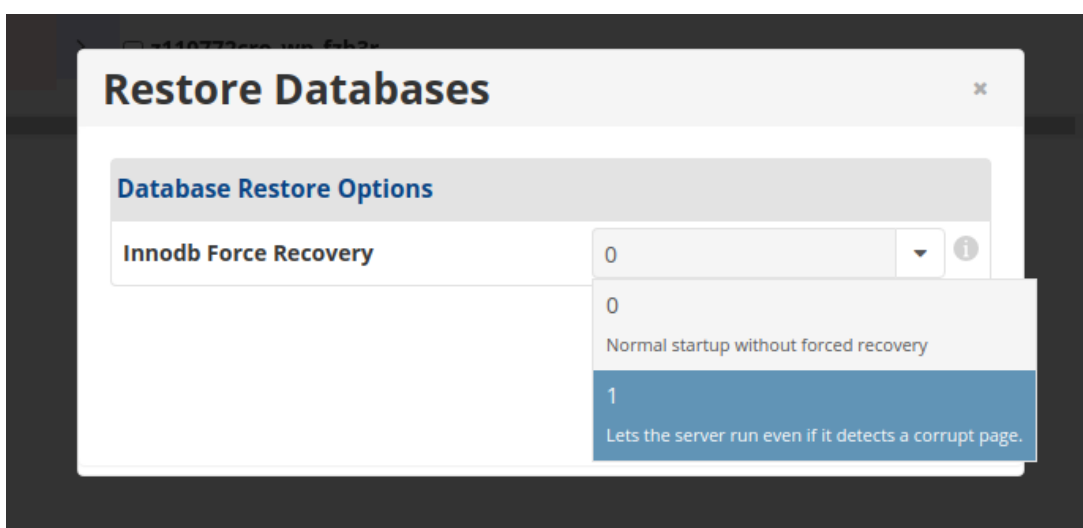 Restore Databases
Database Restore Options
Innodb Force Recovery
0
0
Normal startup without forced recovery
1
Lets the server run even if it detects a corrupt page.